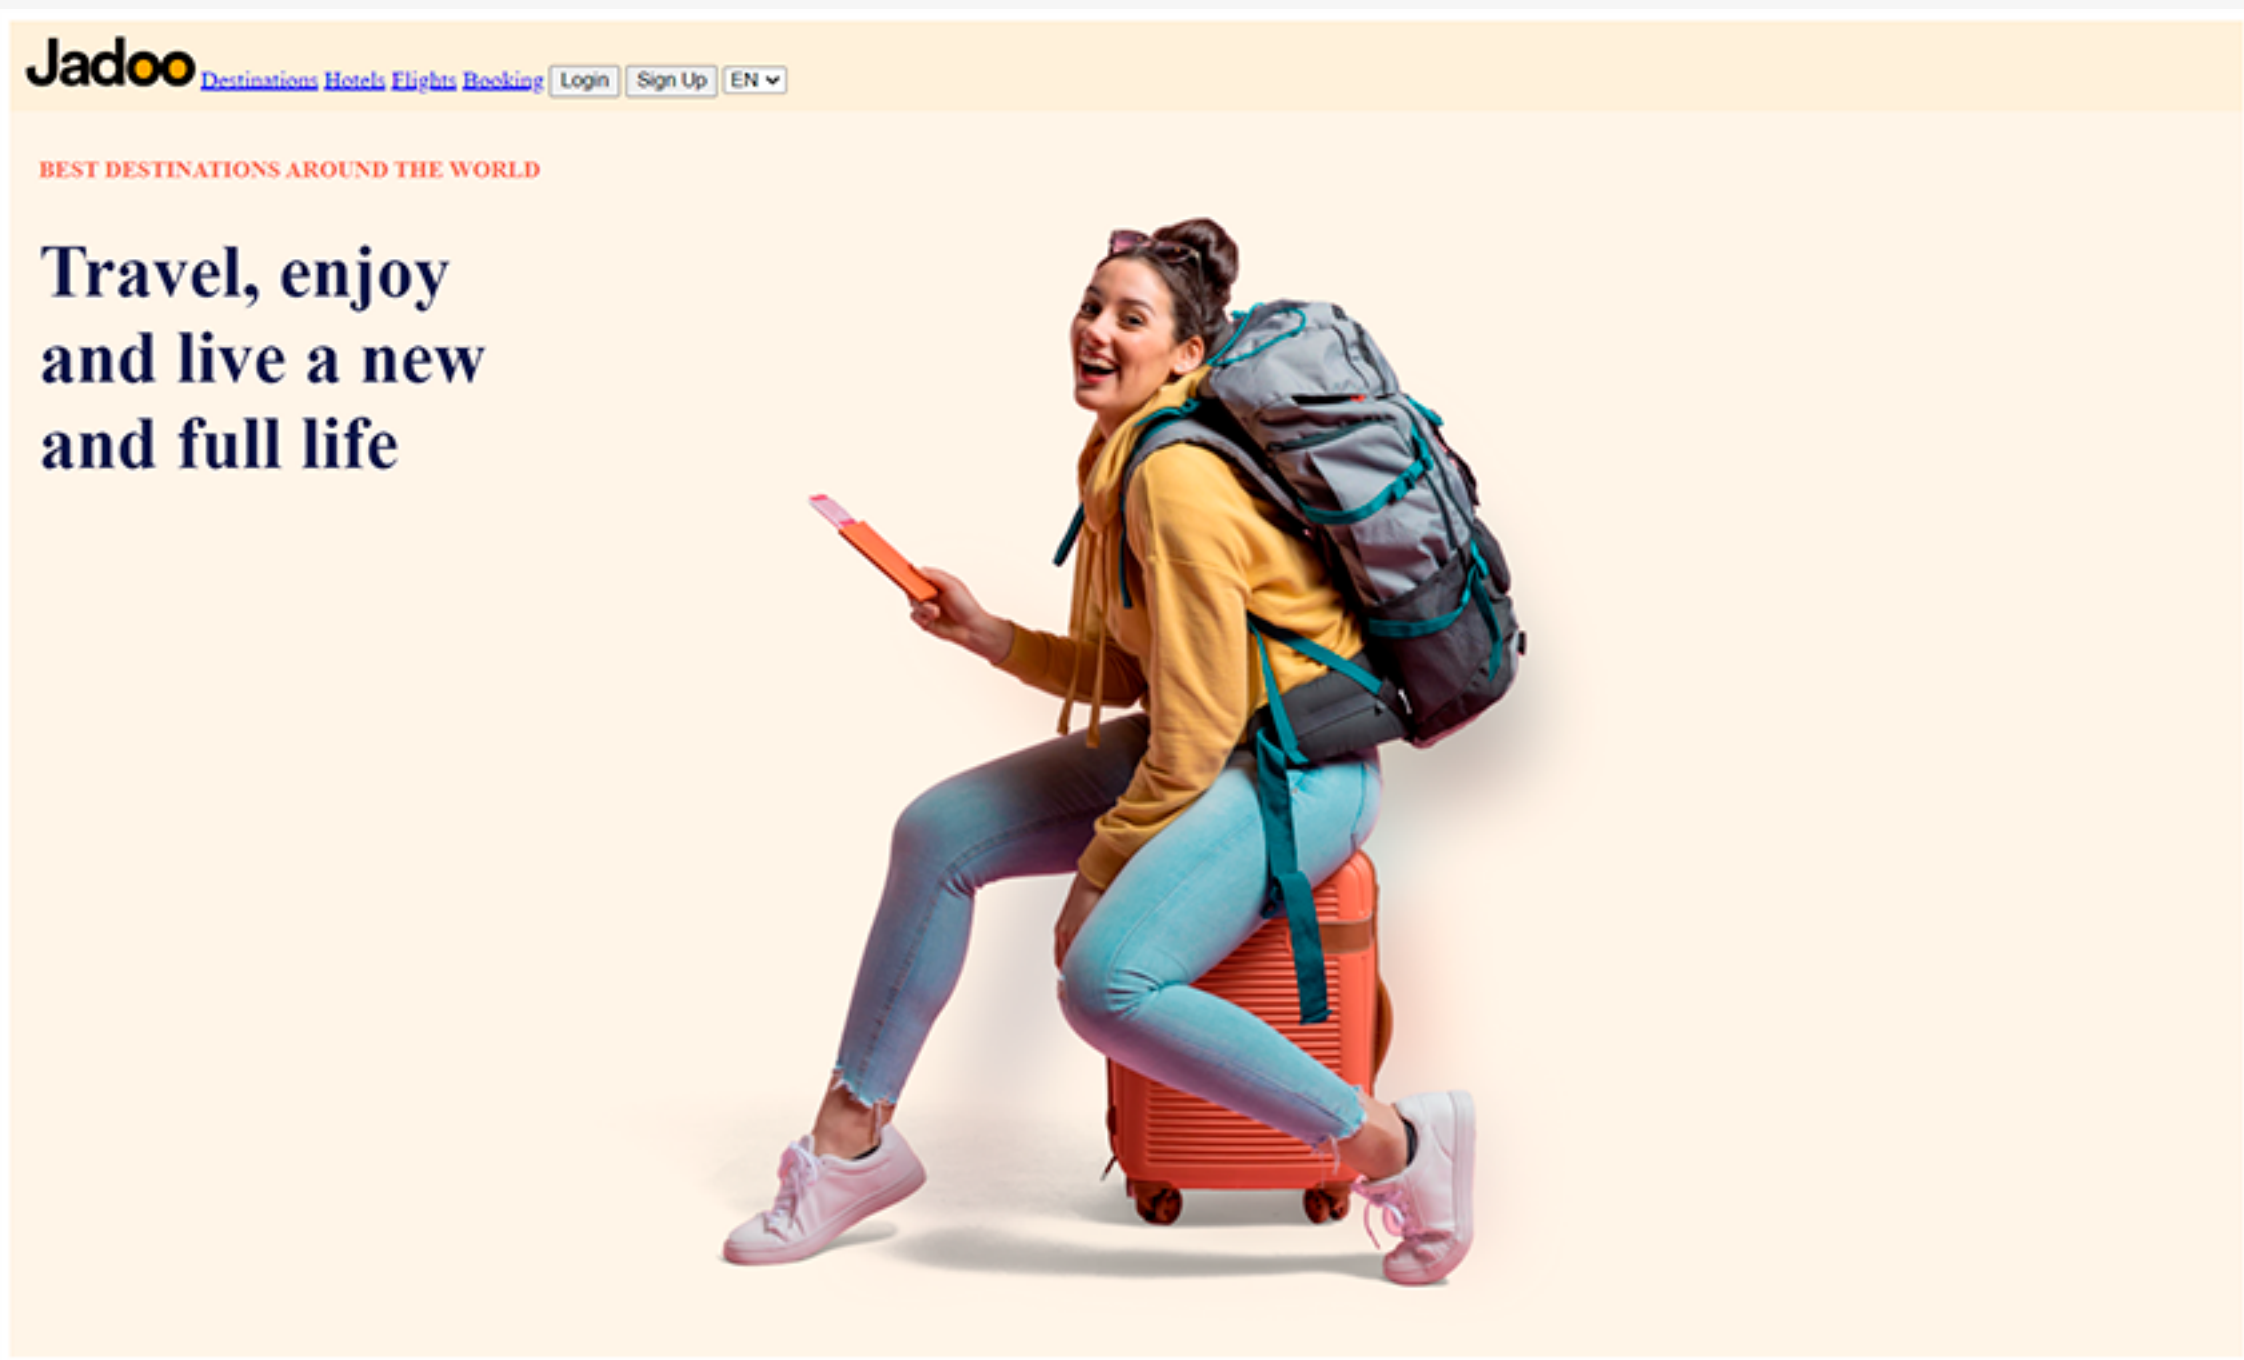 Jadoo Destinations Hotels Flights Booking Login Sign Up EN
BEST DESTINATIONS AROUND THE WORLD
Travel, enjoy
and live a new
and full life